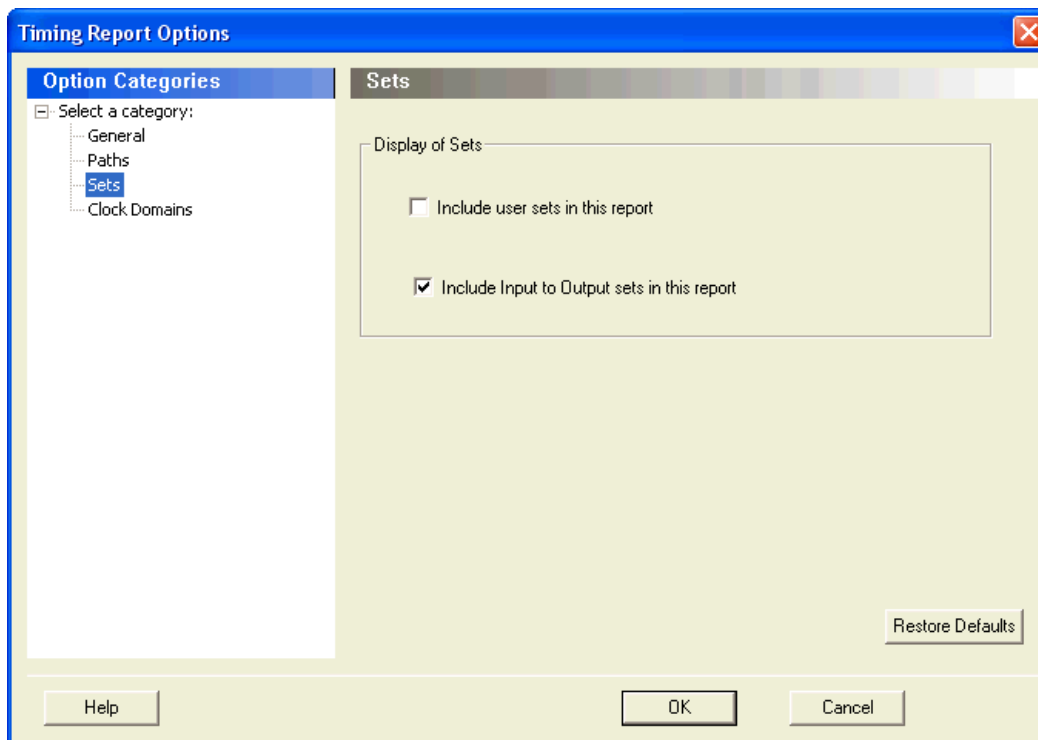 Timing Report Options
Option Categories
Select a category:
General
Paths
Sets
Clock Domains
Sets
Display of Sets
Include user sets in this report
Include Input to Output sets in this report
Restore Defaults
Help
OK
Cancel